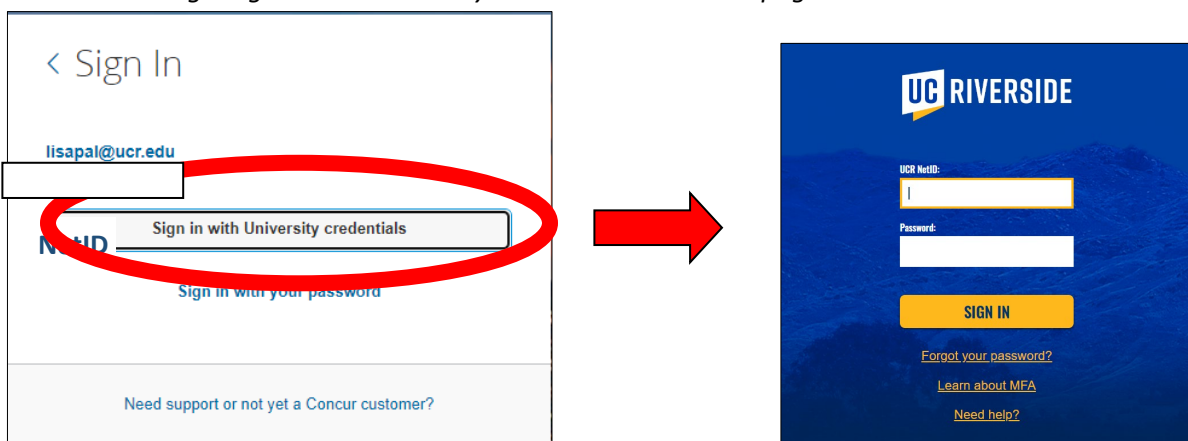 < Sign In
lisapal@ucr.edu
Sign in with University credentials
NetID
Sign in with your password
Need support or not yet a Concur customer?
UC RIVERSIDE
UCR NetID:
Password:
SIGN IN
Forgot your password?
Learn about MFA
Need help?